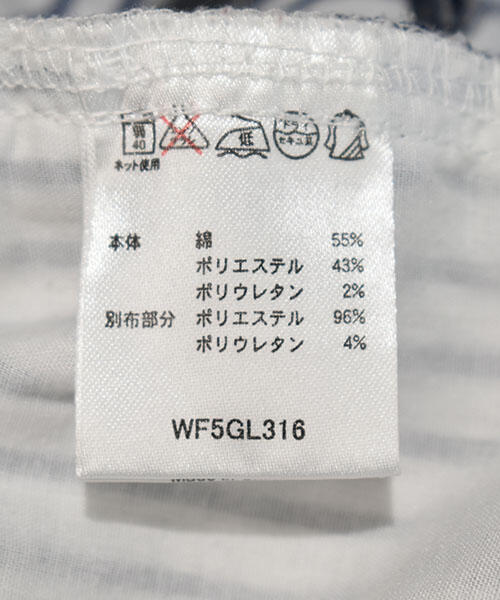 弱
40
低
ドライ
セキユ系
ネット使用
本体 綿 55%
ポリエステル 43%
ポリウレタン 2%
別布部分 ポリエステル 96%
ポリウレタン 4%
WF5GL316
Made in